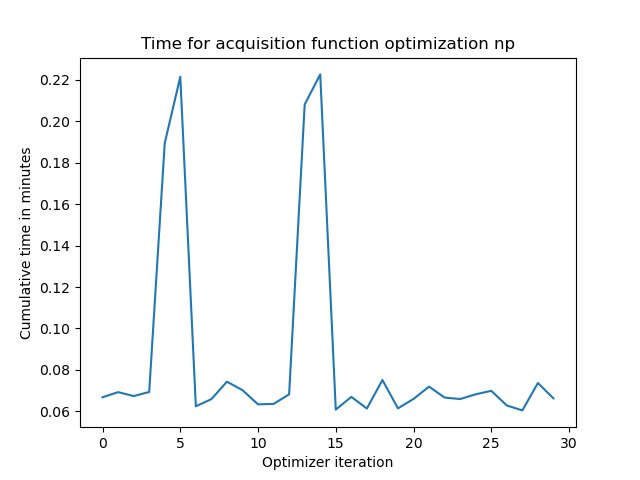 Time for acquisition function optimization np
Cumulative time in minutes
0.22
0.20
0.18
0.16
0.14
0.12
0.10
0.08
0.06
0 5 10 15 20 25 30
Optimizer iteration